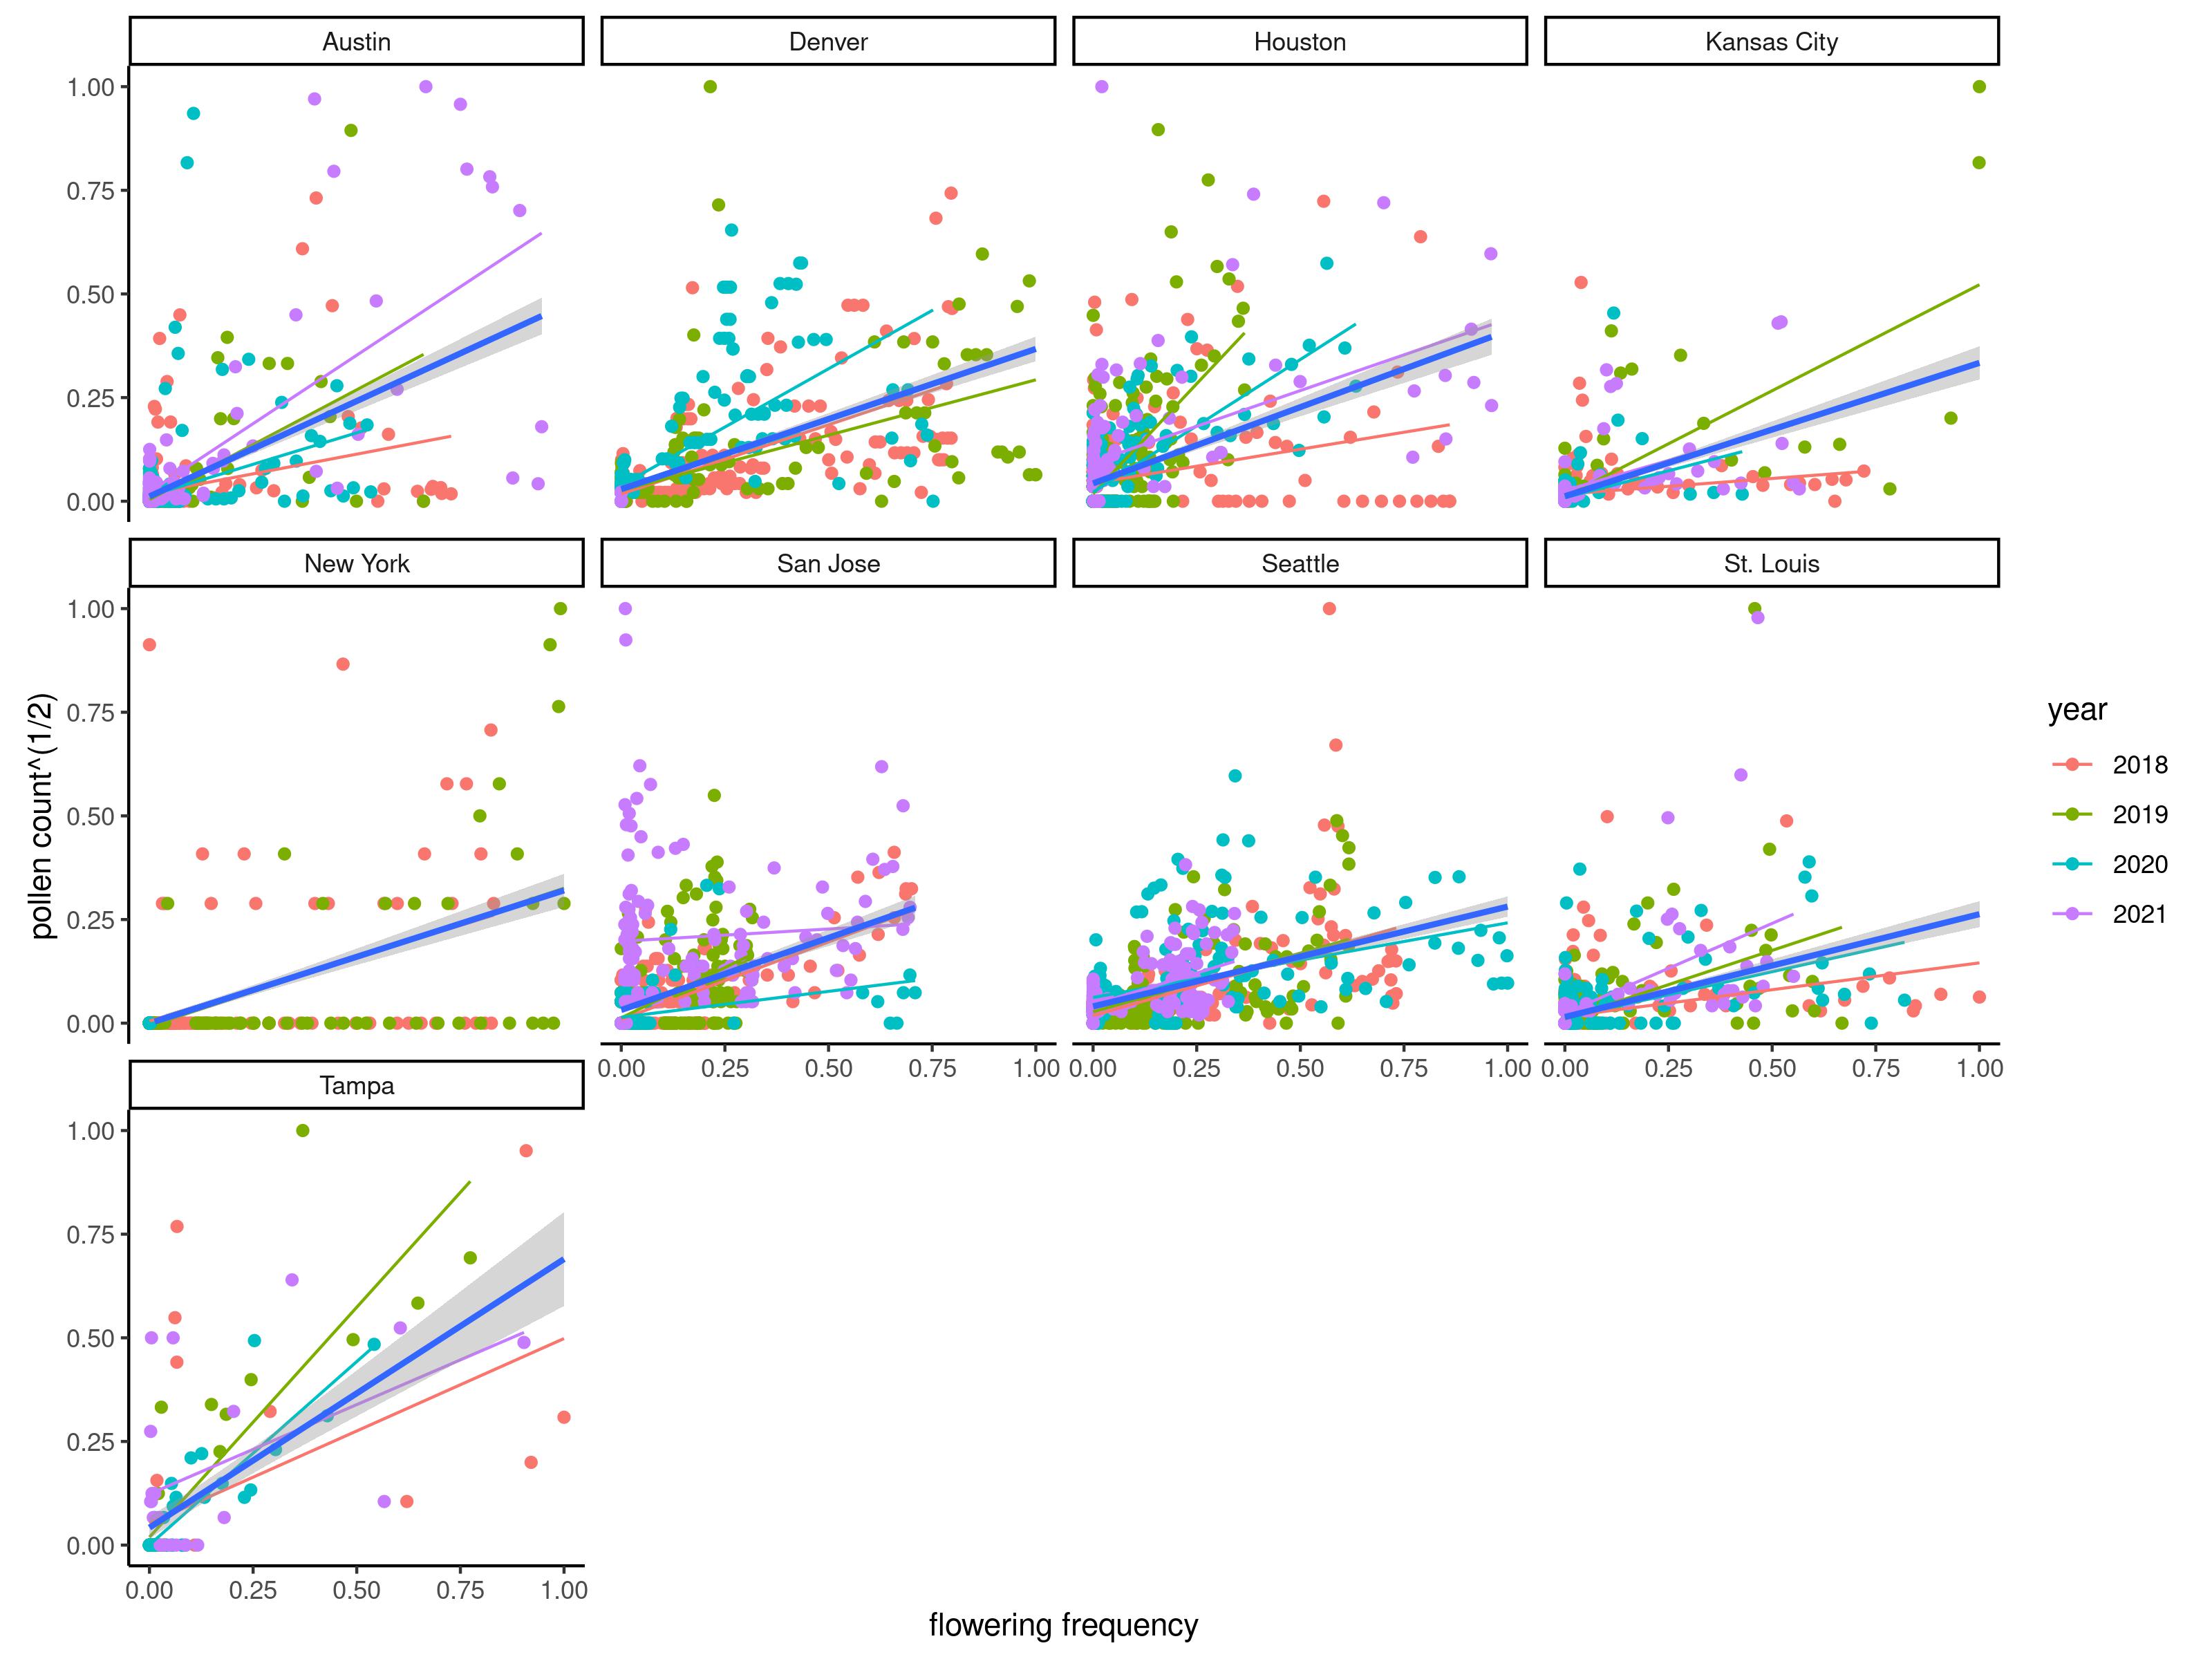 Austin
Denver
Houston
Kansas City
1.00
0.75
0.50
0.25
0.00
New York
San Jose
Seattle
St. Louis
1.00
0.75
0.50
0.25
0.00
0.00 0.25 0.50 0.75 1.00
0.00 0.25 0.50 0.75 1.00
0.00 0.25 0.50 0.75 1.00
Tampa
1.00
0.75
0.50
0.25
0.00
0.00 0.25 0.50 0.75 1.00
flowering frequency
pollen count^(1/2)
year
2018
2019
2020
2021